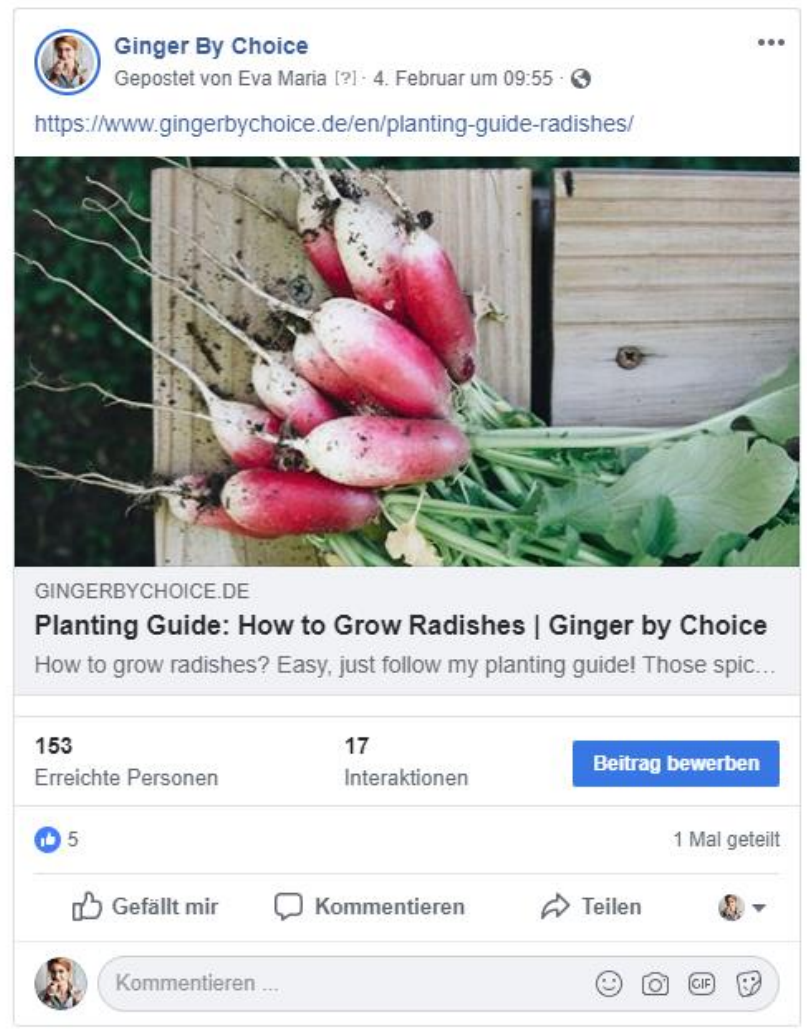 Ginger By Choice
Gepostet von Eva Maria [?] · 4. Februar um 09:55 ·
https://www.gingerbychoice.de/en/planting-guide-radishes/
GINGERBYCHOICE.DE
Planting Guide: How to Grow Radishes | Ginger by Choice
How to grow radishes? Easy, just follow my planting guide! Those spic...
153 17
Erreichte Personen Interaktionen Beitrag bewerben
5 1 Mal geteilt
Gefällt mir Kommentieren Teilen
Kommentieren ... GIF